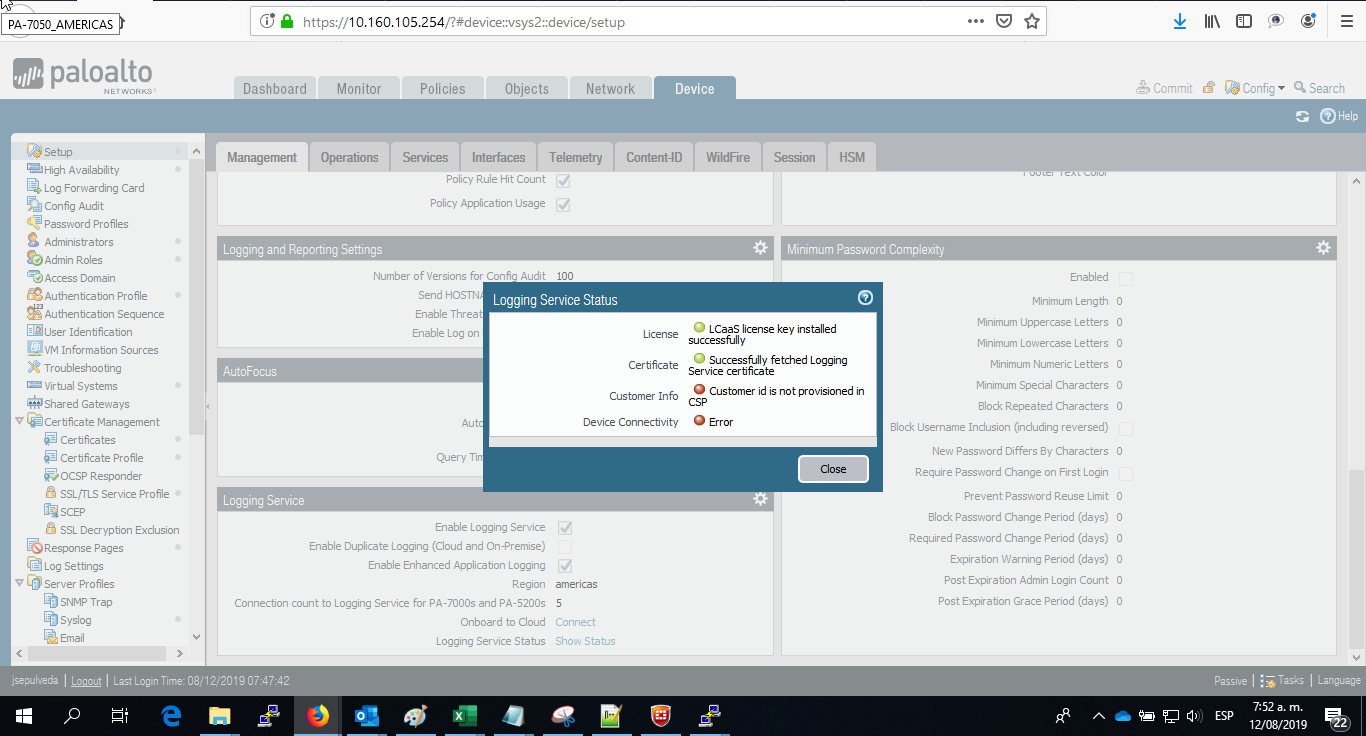 PA-7050_AMERICAS
https://10.160.105.254/?#device::vsys2::device/setup
paloalto
NETWORKS®
Dashboard
Monitor
Policies
Objects
Network
Device
Commit
Config
Search
Help
Setup
High Availability
Log Forwarding Card
Config Audit
Password Profiles
Administrators
Admin Roles
Access Domain
Authentication Profile
Authentication Sequence
User Identification
VM Information Sources
Troubleshooting
Virtual Systems
Shared Gateways
Certificate Management
Certificates
Certificate Profile
OCSP Responder
SSL/TLS Service Profile
SCEP
SSL Decryption Exclusion
Response Pages
Log Settings
Server Profiles
SNMP Trap
Syslog
Email
Management
Operations
Services
Interfaces
Telemetry
Content-ID
WildFire
Session
HSM
Policy Rule Hit Count
Policy Application Usage
Footer Text Color
Logging and Reporting Settings
Number of Versions for Config Audit 100
Send HOSTNA
Enable Threat
Enable Log on
AutoFocus
Auto
Query Tim
Logging Service Status
License LCaaS license key installed
successfully
Certificate Successfully fetched Logging
Service certificate
Customer Info Customer id is not provisioned in
CSP
Device Connectivity Error
Close
Logging Service
Enable Logging Service
Enable Duplicate Logging (Cloud and On-Premise)
Enable Enhanced Application Logging
Region americas
Connection count to Logging Service for PA-7000s and PA-5200s 5
Onboard to Cloud Connect
Logging Service Status Show Status
Minimum Password Complexity
Enabled
Minimum Length 0
Minimum Uppercase Letters 0
Minimum Lowercase Letters 0
Minimum Numeric Letters 0
Minimum Special Characters 0
Block Repeated Characters 0
Block Username Inclusion (including reversed)
New Password Differs By Characters 0
Require Password Change on First Login
Prevent Password Reuse Limit 0
Block Password Change Period (days) 0
Required Password Change Period (days) 0
Expiration Warning Period (days) 0
Post Expiration Admin Login Count 0
Post Expiration Grace Period (days) 0
jsepulveda | Logout | Last Login Time: 08/12/2019 07:47:42
Passive | Tasks | Language
ESP
7:52 a. m.
12/08/2019
22